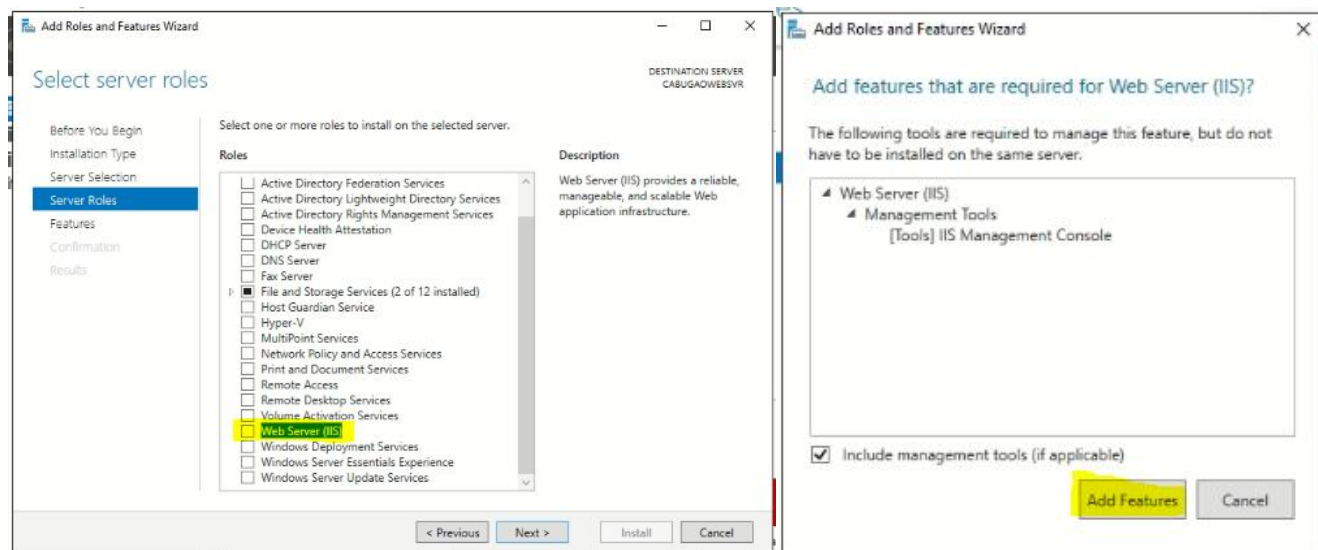 Add Roles and Features Wizard
Select server roles
DESTINATION SERVER
CABUGAOWEBSVR
Before You Begin
Installation Type
Server Selection
Server Roles
Features
Confirmation
Results
Select one or more roles to install on the selected server.
Roles
Active Directory Federation Services
Active Directory Lightweight Directory Services
Active Directory Rights Management Services
Device Health Attestation
DHCP Server
DNS Server
Fax Server
File and Storage Services (2 of 12 installed)
Host Guardian Service
Hyper-V
MultiPoint Services
Network Policy and Access Services
Print and Document Services
Remote Access
Remote Desktop Services
Volume Activation Services
Web Server (IIS)
Windows Deployment Services
Windows Server Essentials Experience
Windows Server Update Services
Description
Web Server (IIS) provides a reliable,
manageable, and scalable Web
application infrastructure.
< Previous
Next >
Install
Cancel
Add Roles and Features Wizard
Add features that are required for Web Server (IIS)?
The following tools are required to manage this feature, but do not
have to be installed on the same server.
Web Server (IIS)
Management Tools
[Tools] IIS Management Console
Include management tools (if applicable)
Add Features
Cancel